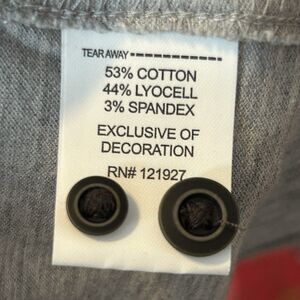 TEAR AWAY ------------
53% COTTON
44% LYOCELL
3% SPANDEX
EXCLUSIVE OF
DECORATION
RN# 121927